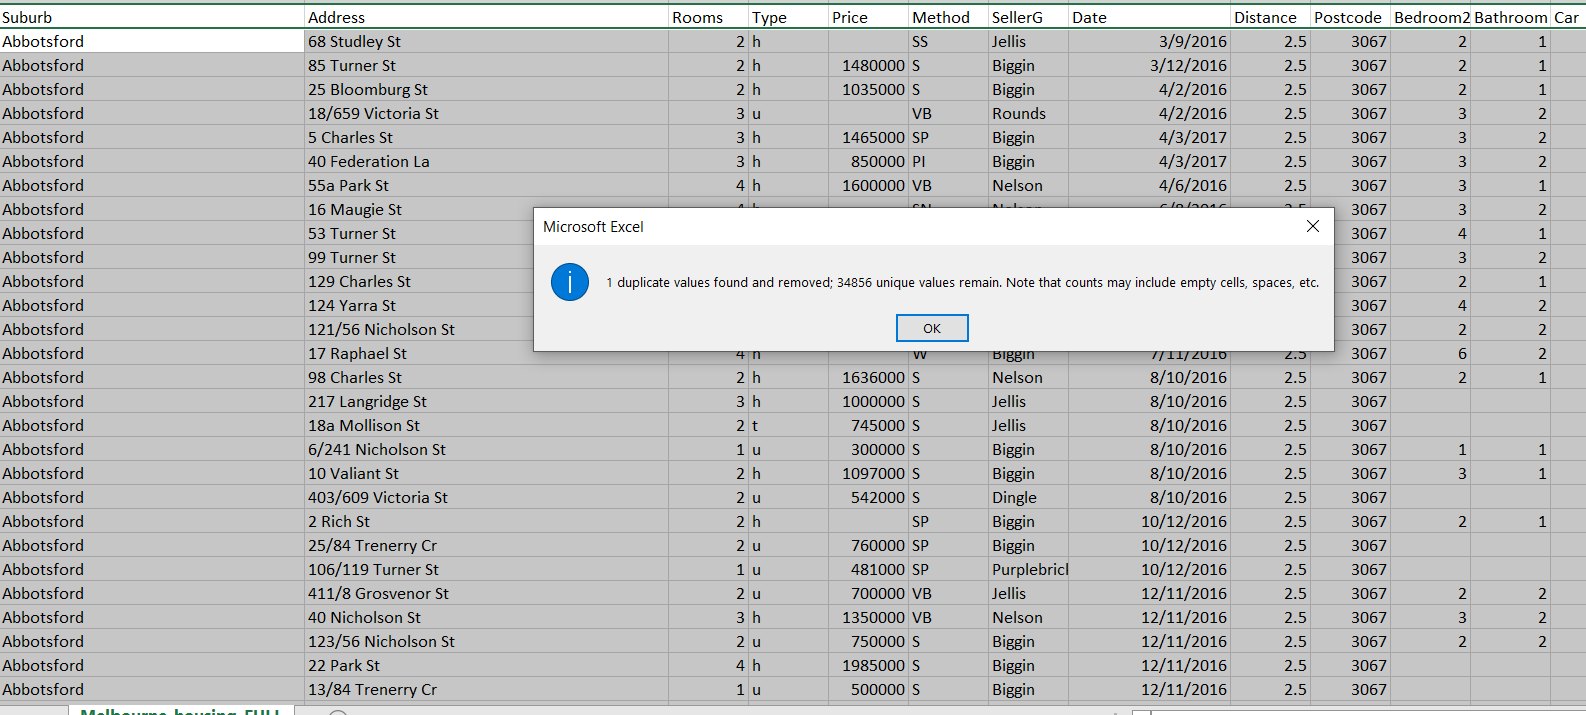 Suburb Address Rooms Type Price Method SellerG Date Distance Postcode Bedroom2 Bathroom Car
Abbotsford 68 Studley St 2 h SS Jellis 3/9/2016 2.5 3067 2 1
Abbotsford 85 Turner St 2 h 1480000 S Biggin 3/12/2016 2.5 3067 2 1
Abbotsford 25 Bloomburg St 2 h 1035000 S Biggin 4/2/2016 2.5 3067 2 1
Abbotsford 18/659 Victoria St 3 u VB Rounds 4/2/2016 2.5 3067 3 2
Abbotsford 5 Charles St 3 h 1465000 SP Biggin 4/3/2017 2.5 3067 3 2
Abbotsford 40 Federation La 3 h 850000 PI Biggin 4/3/2017 2.5 3067 3 2
Abbotsford 55a Park St 4 h 1600000 VB Nelson 4/6/2016 2.5 3067 3 1
Abbotsford 16 Maugie St 3067 3 2
Microsoft Excel
Abbotsford 53 Turner St 3067 4 1
Abbotsford 99 Turner St 3067 3 2
Abbotsford 129 Charles St 3067 2 1
1 duplicate values found and removed; 34856 unique values remain. Note that counts may include empty cells, spaces, etc.
Abbotsford 124 Yarra St 3067 4 2
Abbotsford 121/56 Nicholson St 3067 2 2
OK
Abbotsford 17 Raphael St 4 h W Biggin 7/11/2016 2.5 3067 6 2
Abbotsford 98 Charles St 2 h 1636000 S Nelson 8/10/2016 2.5 3067 2 1
Abbotsford 217 Langridge St 3 h 1000000 S Jellis 8/10/2016 2.5 3067
Abbotsford 18a Mollison St 2 t 745000 S Jellis 8/10/2016 2.5 3067
Abbotsford 6/241 Nicholson St 1 u 300000 S Biggin 8/10/2016 2.5 3067 1 1
Abbotsford 10 Valiant St 2 h 1097000 S Biggin 8/10/2016 2.5 3067 3 1
Abbotsford 403/609 Victoria St 2 u 542000 S Dingle 8/10/2016 2.5 3067
Abbotsford 2 Rich St 2 h SP Biggin 10/12/2016 2.5 3067 2 1
Abbotsford 25/84 Trenerry Cr 2 u 760000 SP Biggin 10/12/2016 2.5 3067
Abbotsford 106/119 Turner St 1 u 481000 SP Purplebricl 10/12/2016 2.5 3067
Abbotsford 411/8 Grosvenor St 2 u 700000 VB Jellis 12/11/2016 2.5 3067 2 2
Abbotsford 40 Nicholson St 3 h 1350000 VB Nelson 12/11/2016 2.5 3067 3 2
Abbotsford 123/56 Nicholson St 2 u 750000 S Biggin 12/11/2016 2.5 3067 2 2
Abbotsford 22 Park St 4 h 1985000 S Biggin 12/11/2016 2.5 3067
Abbotsford 13/84 Trenerry Cr 1 u 500000 S Biggin 12/11/2016 2.5 3067
Melbourne_housing_FULL